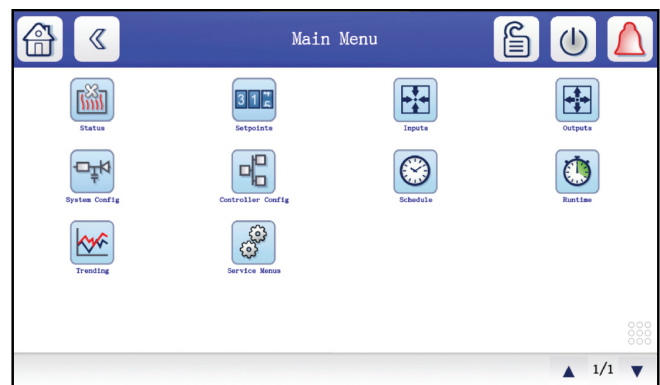 Main Menu
Status
Setpoints
Inputs
Outputs
System Config
Controller Config
Schedule
Runtime
Trending
Service Menus
1/1